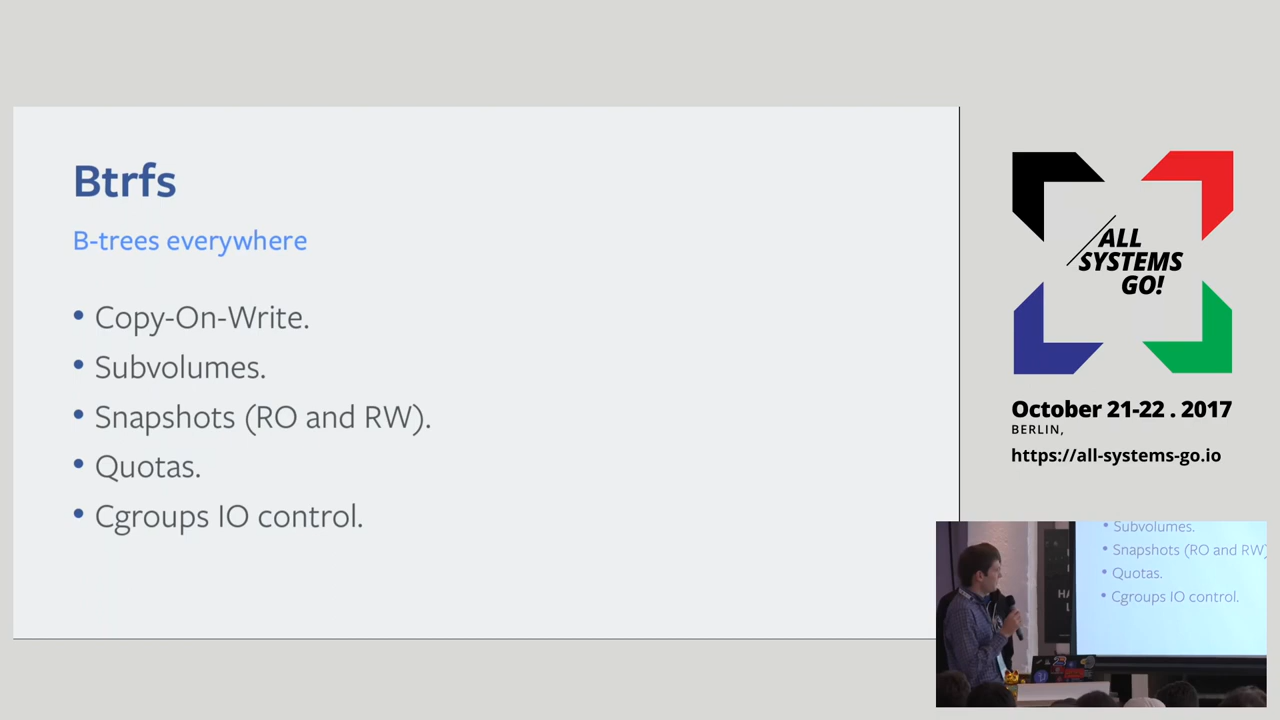 Btrfs
B-trees everywhere
• Copy-On-Write.
• Subvolumes.
• Snapshots (RO and RW).
• Quotas.
• Cgroups IO control.
ALL
SYSTEMS
GO!
October 21-22 . 2017
BERLIN,
https://all-systems-go.io
• Subvolumes.
• Snapshots (RO and RW)
• Quotas.
• Cgroups IO control.